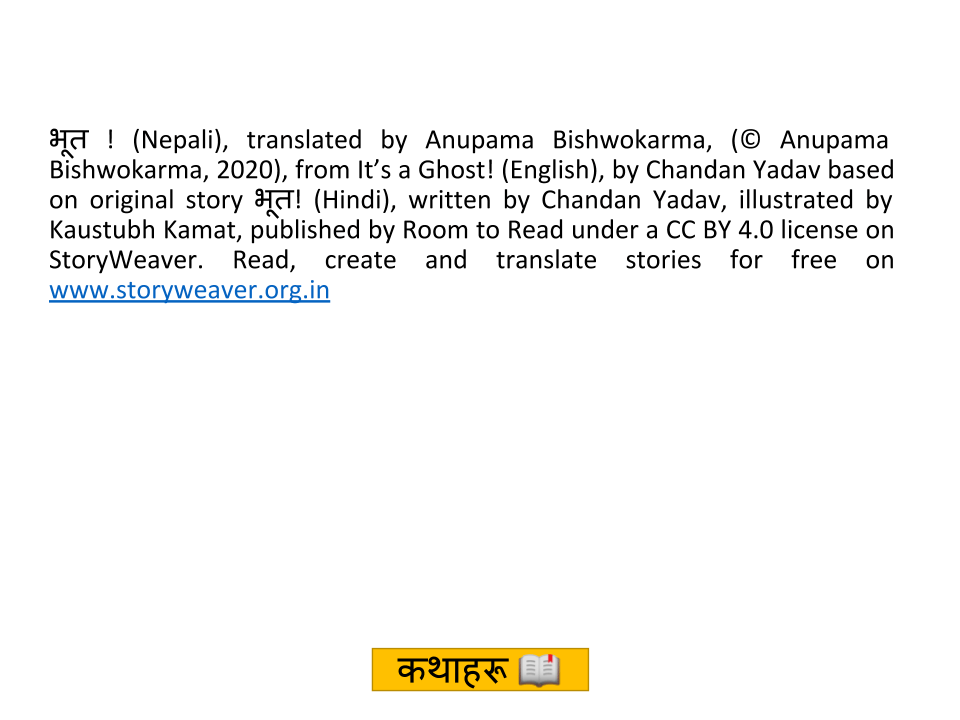 भूत ! (Nepali), translated by Anupama Bishwokarma, (© Anupama
Bishwokarma, 2020), from It’s a Ghost! (English), by Chandan Yadav based
on original story भूत! (Hindi), written by Chandan Yadav, illustrated by
Kaustubh Kamat, published by Room to Read under a CC BY 4.0 license on
StoryWeaver. Read, create and translate stories for free on
www.storyweaver.org.in
कथाहरू